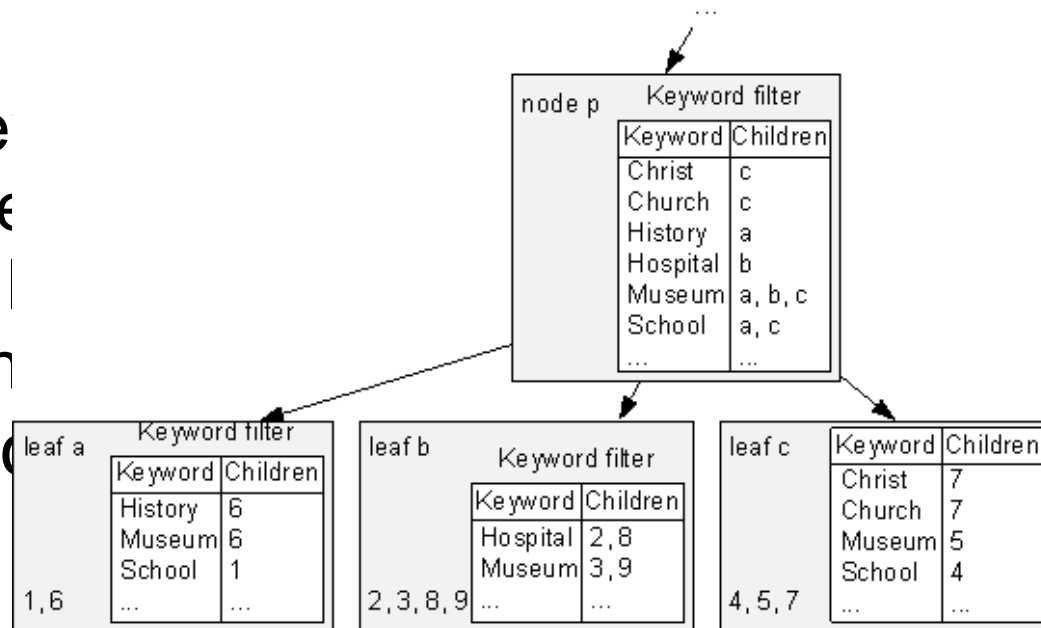 ...
node p Keyword filter
Keyword Children
Christ c
Church c
History a
Hospital b
Museum a, b, c
School a, c
... ...
leaf a Keyword filter
Keyword Children
History 6
Museum 6
School 1
1, 6 ... ...
leaf b Keyword filter
Keyword Children
Hospital 2, 8
Museum 3, 9
2, 3, 8, 9 ... ...
leaf c Keyword Children
Christ 7
Church 7
Museum 5
School 4
4, 5, 7 ... ...